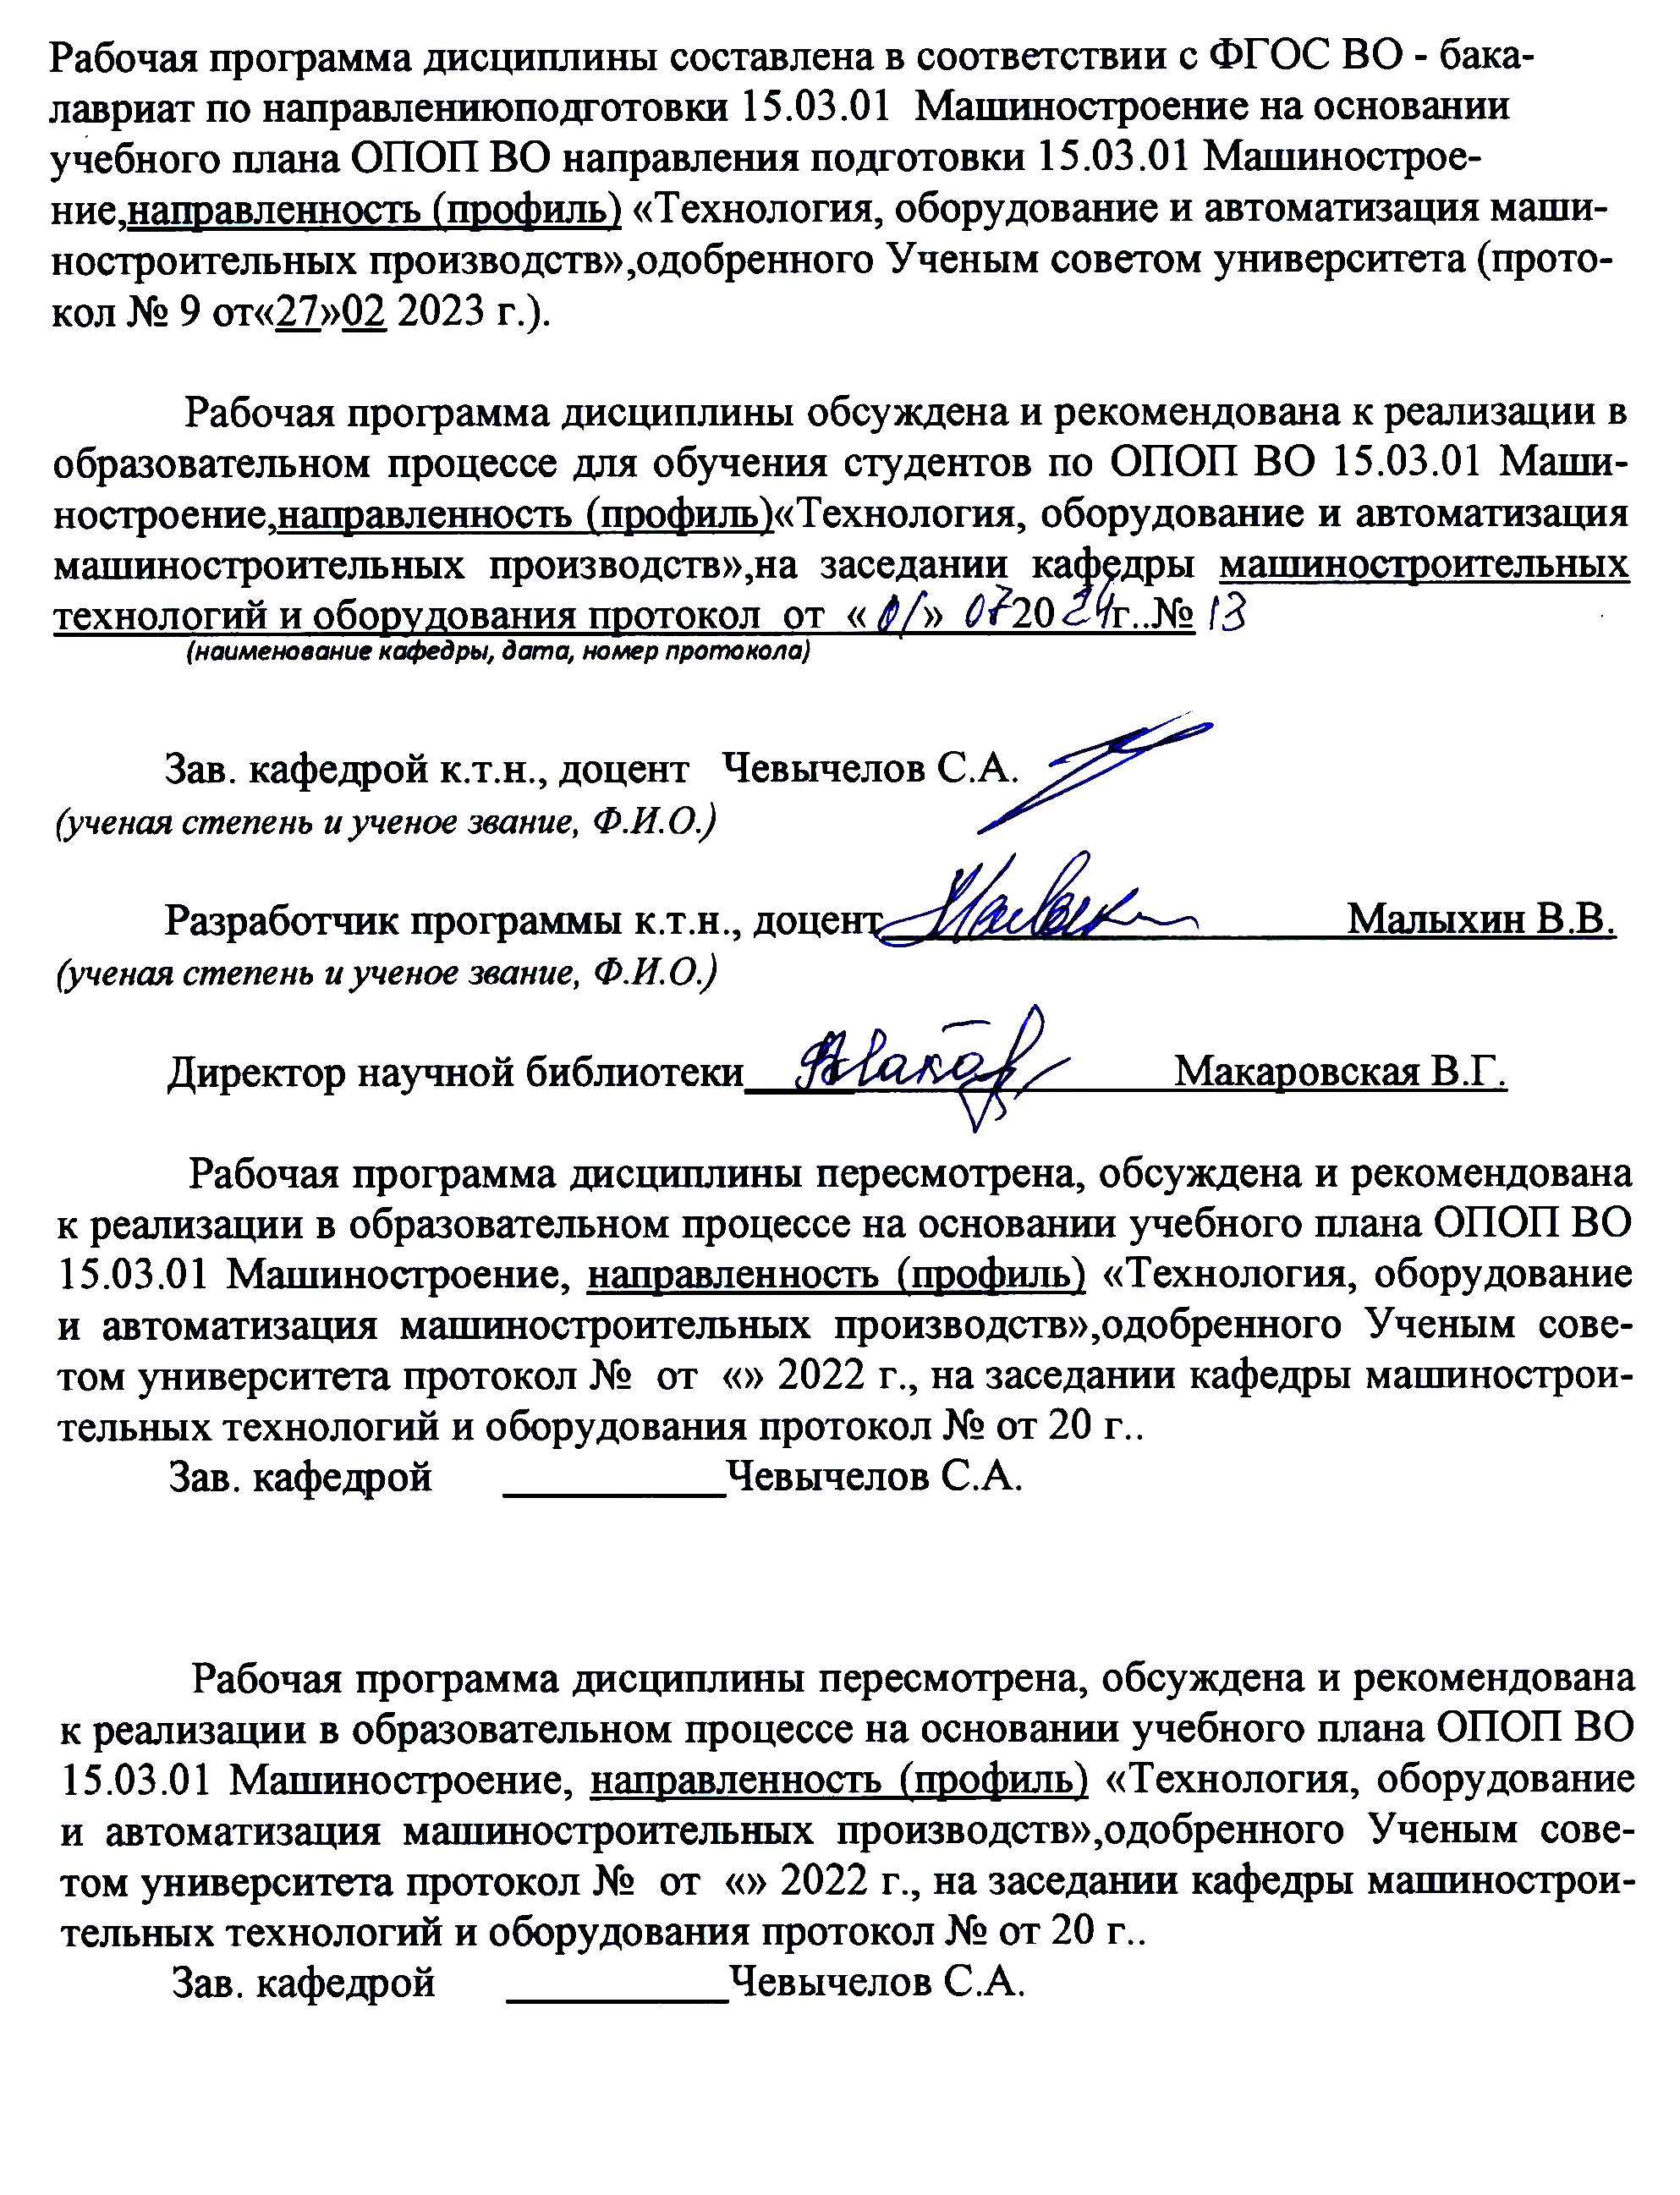 Рабочая программа дисциплины составлена в соответствии с ФГОС ВО - бака-
лавриат по направлениюподготовки 15.03.01 Машиностроение на основании
учебного плана ОПОП ВО направления подготовки 15.03.01 Машинострое-
ние,направленность (профиль) «Технология, оборудование и автоматизация маши-
ностроительных производств»,одобренного Ученым советом университета (прото-
кол № 9 от«27»02 2023 г.).
Рабочая программа дисциплины обсуждена и рекомендована к реализации в
образовательном процессе для обучения студентов по ОПОП ВО 15.03.01 Маши-
ностроение,направленность (профиль)«Технология, оборудование и автоматизация
машиностроительных производств»,на заседании кафедры машиностроительных
технологий и оборудования протокол от «01» 07 20 24г..№ 13
(наименование кафедры, дата, номер протокола)
Зав. кафедрой к.т.н., доцент Чевычелов С.А.
(ученая степень и ученое звание, Ф.И.О.)
Разработчик программы к.т.н., доцент Малыхин В.В.
(ученая степень и ученое звание, Ф.И.О.)
Директор научной библиотеки Макаровская В.Г.
Рабочая программа дисциплины пересмотрена, обсуждена и рекомендована
к реализации в образовательном процессе на основании учебного плана ОПОП ВО
15.03.01 Машиностроение, направленность (профиль) «Технология, оборудование
и автоматизация машиностроительных производств»,одобренного Ученым сове-
том университета протокол № от «» 2022 г., на заседании кафедры машинострои-
тельных технологий и оборудования протокол № от 20 г..
Зав. кафедрой __________Чевычелов С.А.
Рабочая программа дисциплины пересмотрена, обсуждена и рекомендована
к реализации в образовательном процессе на основании учебного плана ОПОП ВО
15.03.01 Машиностроение, направленность (профиль) «Технология, оборудование
и автоматизация машиностроительных производств»,одобренного Ученым сове-
том университета протокол № от «» 2022 г., на заседании кафедры машинострои-
тельных технологий и оборудования протокол № от 20 г..
Зав. кафедрой __________Чевычелов С.А.